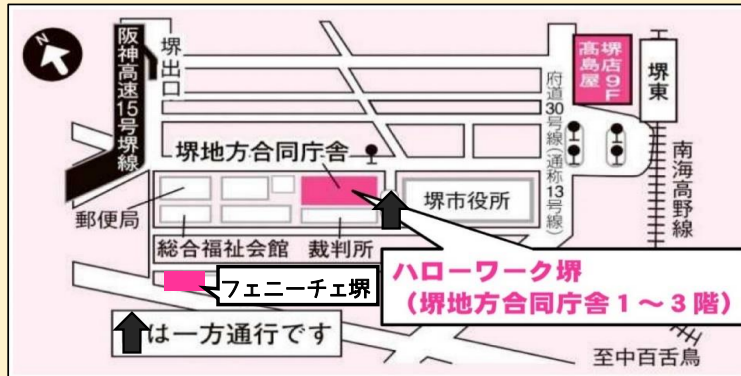 N
阪神高速15号堺線
堺出口
府道30号線(通称13号線)
堺店9F
高島屋
堺東
南海高野線
堺地方合同庁舎
郵便局
総合福祉会館
裁判所
堺市役所
ハローワーク堺
（堺地方合同庁舎１～３階）
フェニーチェ堺
は一方通行です
至中百舌鳥